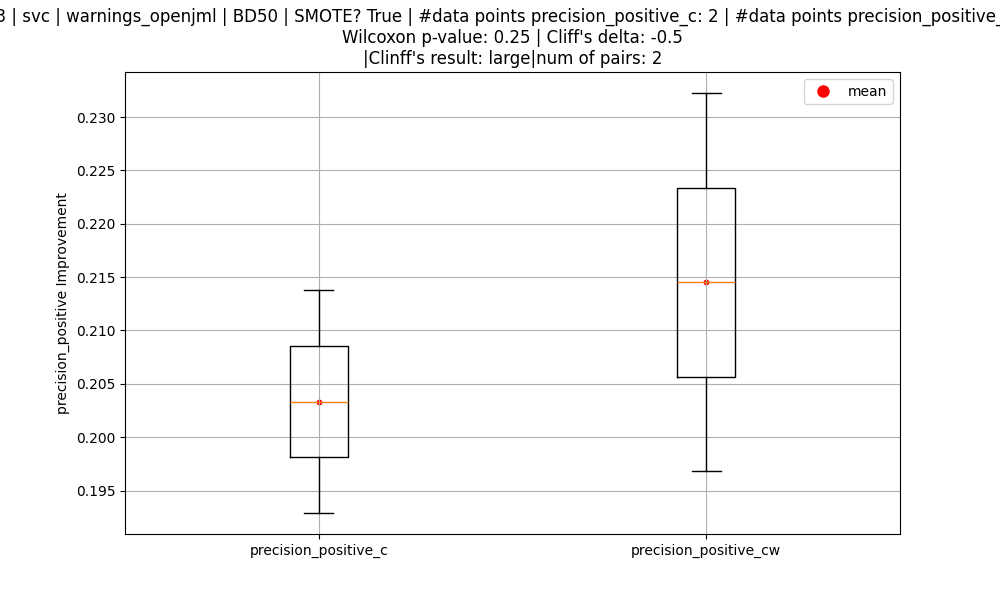 3 | svc | warnings_openjml | BD50 | SMOTE? True | #data points precision_positive_c: 2 | #data points precision_positive_
Wilcoxon p-value: 0.25 | Cliff's delta: -0.5
|Clinff's result: large|num of pairs: 2
mean
0.230
0.225
0.220
0.215
0.210
0.205
0.200
0.195
precision_positive Improvement
precision_positive_c
precision_positive_cw